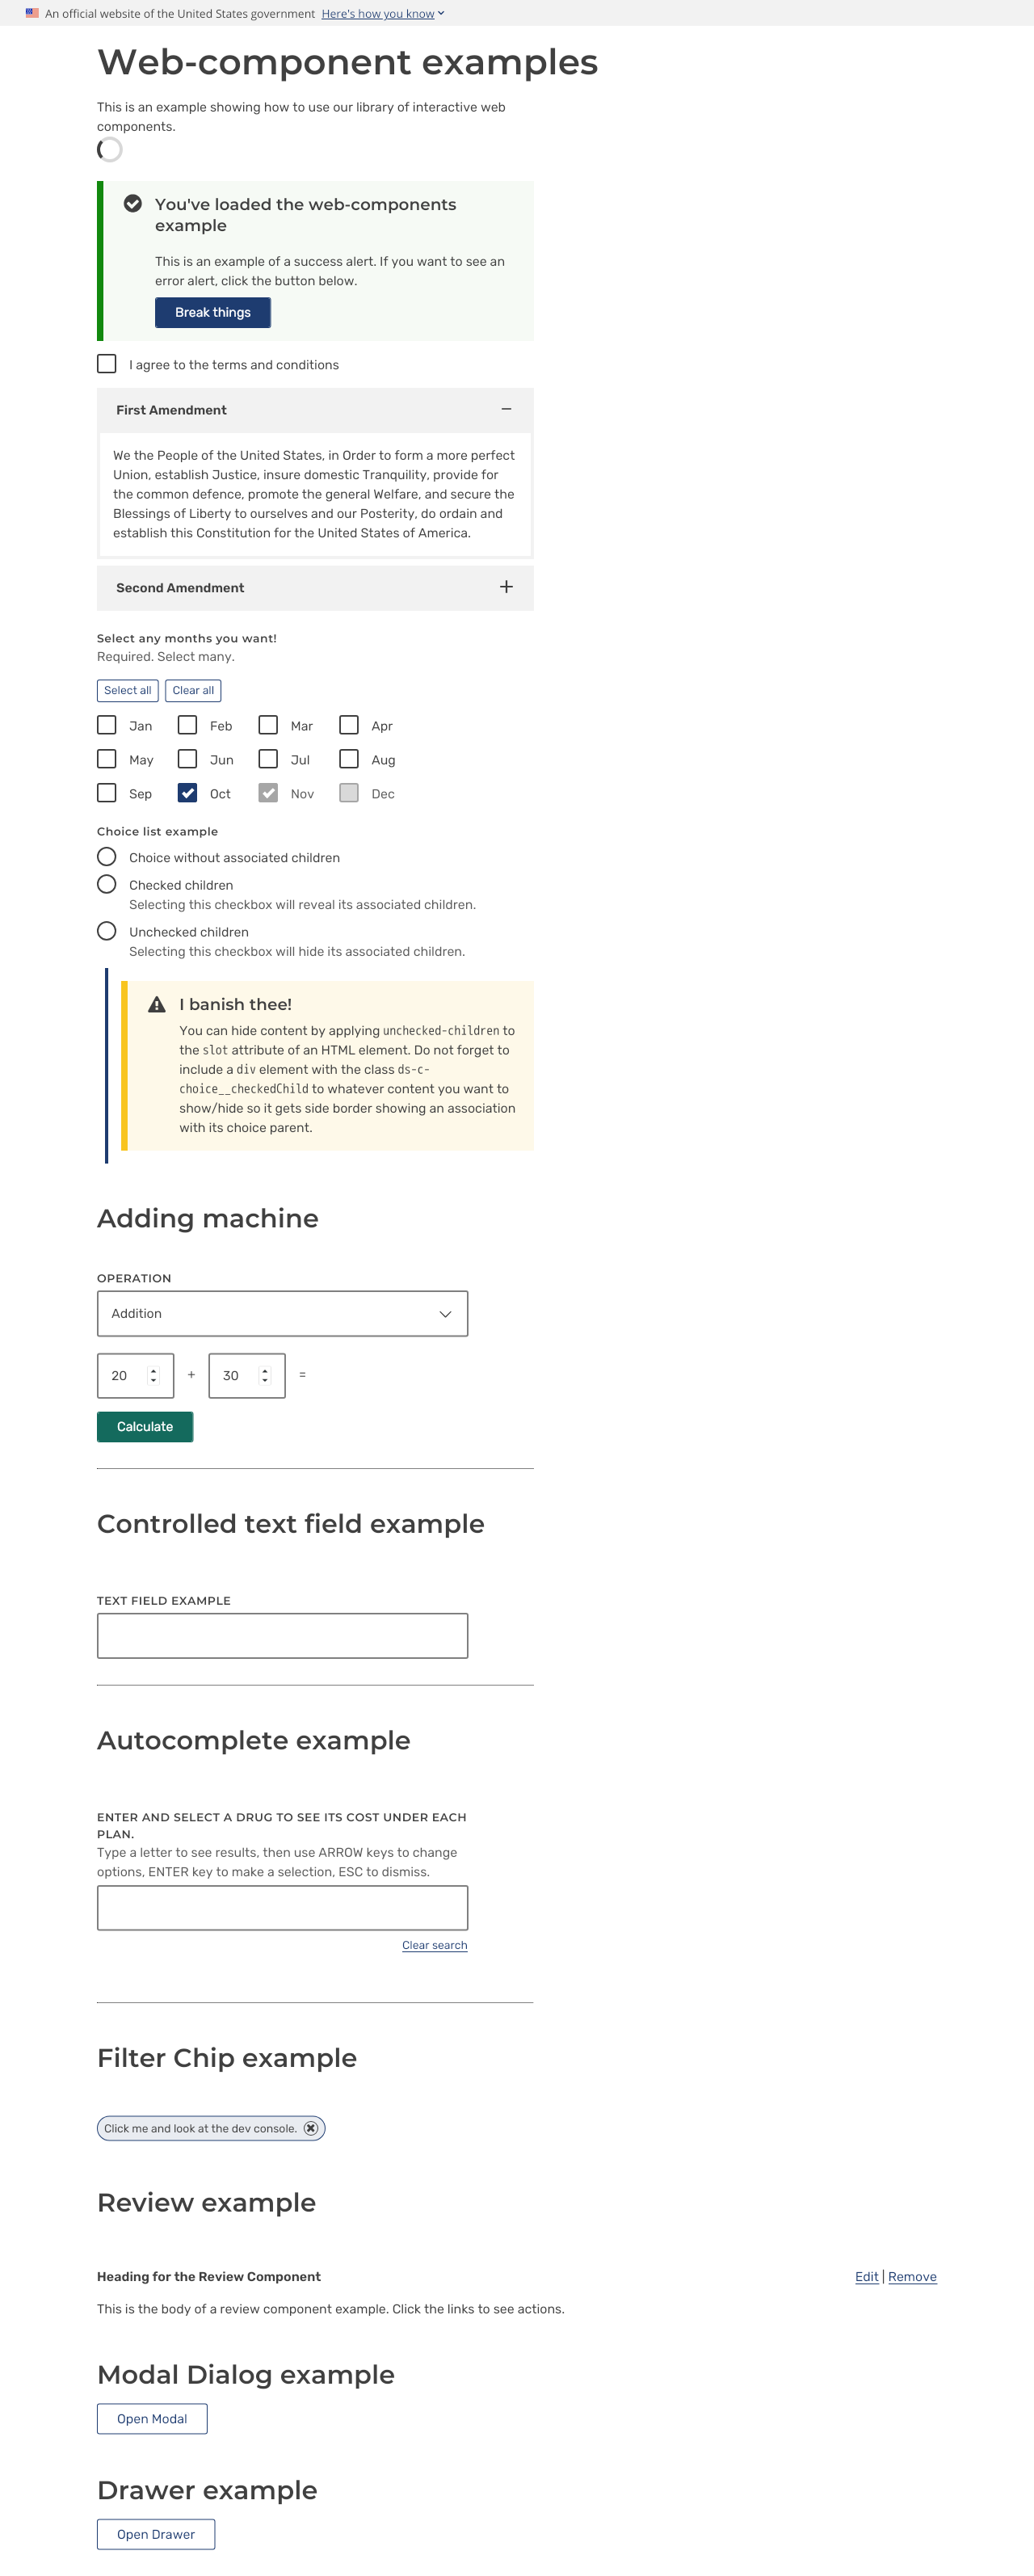 An official website of the United States government Here's how you know
Web-component examples
This is an example showing how to use our library of interactive web
components.
You've loaded the web-components
example
This is an example of a success alert. If you want to see an
error alert, click the button below.
Break things
I agree to the terms and conditions
First Amendment
We the People of the United States, in Order to form a more perfect
Union, establish Justice, insure domestic Tranquility, provide for
the common defence, promote the general Welfare, and secure the
Blessings of Liberty to ourselves and our Posterity, do ordain and
establish this Constitution for the United States of America.
Second Amendment
Select any months you want!
Required. Select many.
Select all Clear all
Jan Feb Mar Apr
May Jun Jul Aug
Sep Oct Nov Dec
Choice list example
Choice without associated children
Checked children
Selecting this checkbox will reveal its associated children.
Unchecked children
Selecting this checkbox will hide its associated children.
I banish thee!
You can hide content by applying unchecked-children to
the slot attribute of an HTML element. Do not forget to
include a div element with the class ds-c-
choice__checkedChild to whatever content you want to
show/hide so it gets side border showing an association
with its choice parent.
Adding machine
OPERATION
Addition
20 + 30 =
Calculate
Controlled text field example
TEXT FIELD EXAMPLE
Autocomplete example
ENTER AND SELECT A DRUG TO SEE ITS COST UNDER EACH
PLAN.
Type a letter to see results, then use ARROW keys to change
options, ENTER key to make a selection, ESC to dismiss.
Clear search
Filter Chip example
Click me and look at the dev console.
Review example
Heading for the Review Component Edit | Remove
This is the body of a review component example. Click the links to see actions.
Modal Dialog example
Open Modal
Drawer example
Open Drawer